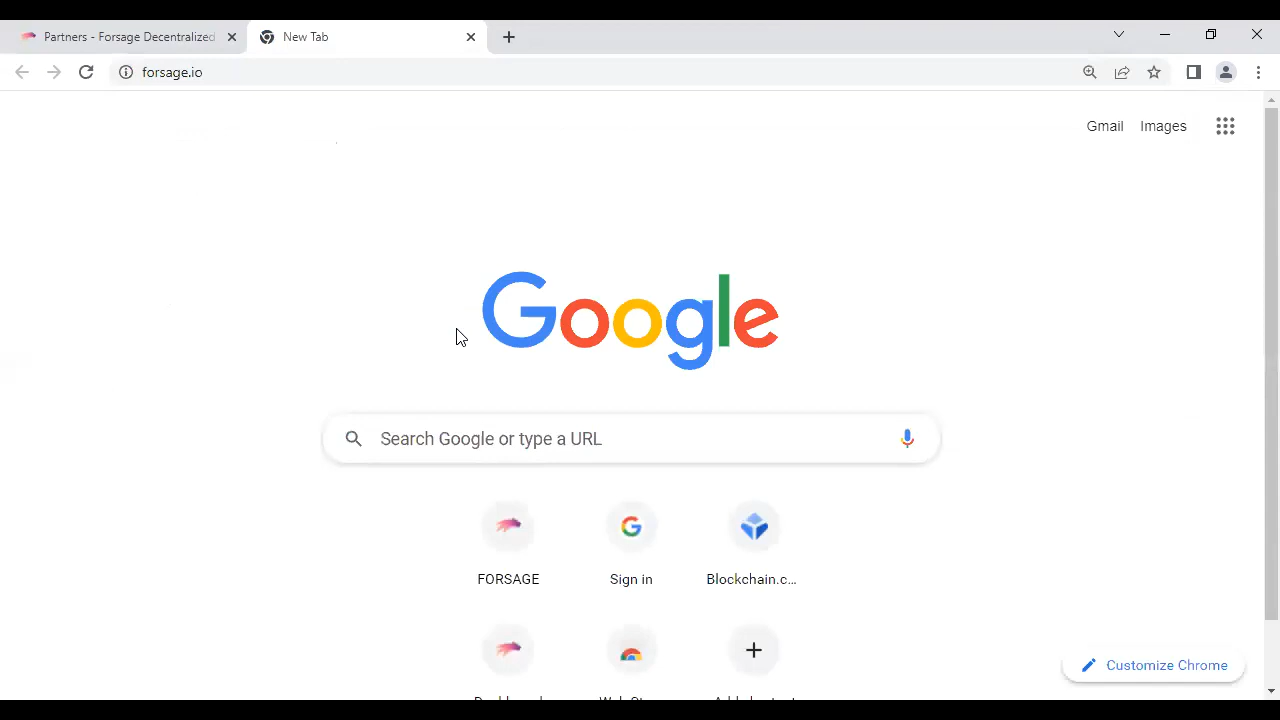 Partners - Forsage Decentralized
New Tab
forsage.io
Gmail Images
Google
Search Google or type a URL
FORSAGE Sign in Blockchain.c...
Customize Chrome